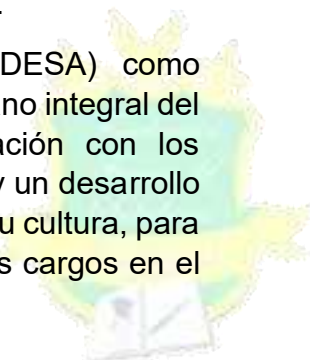 DESA) como
no integral del
ación con los
y un desarrollo
u cultura, para
s cargos en el